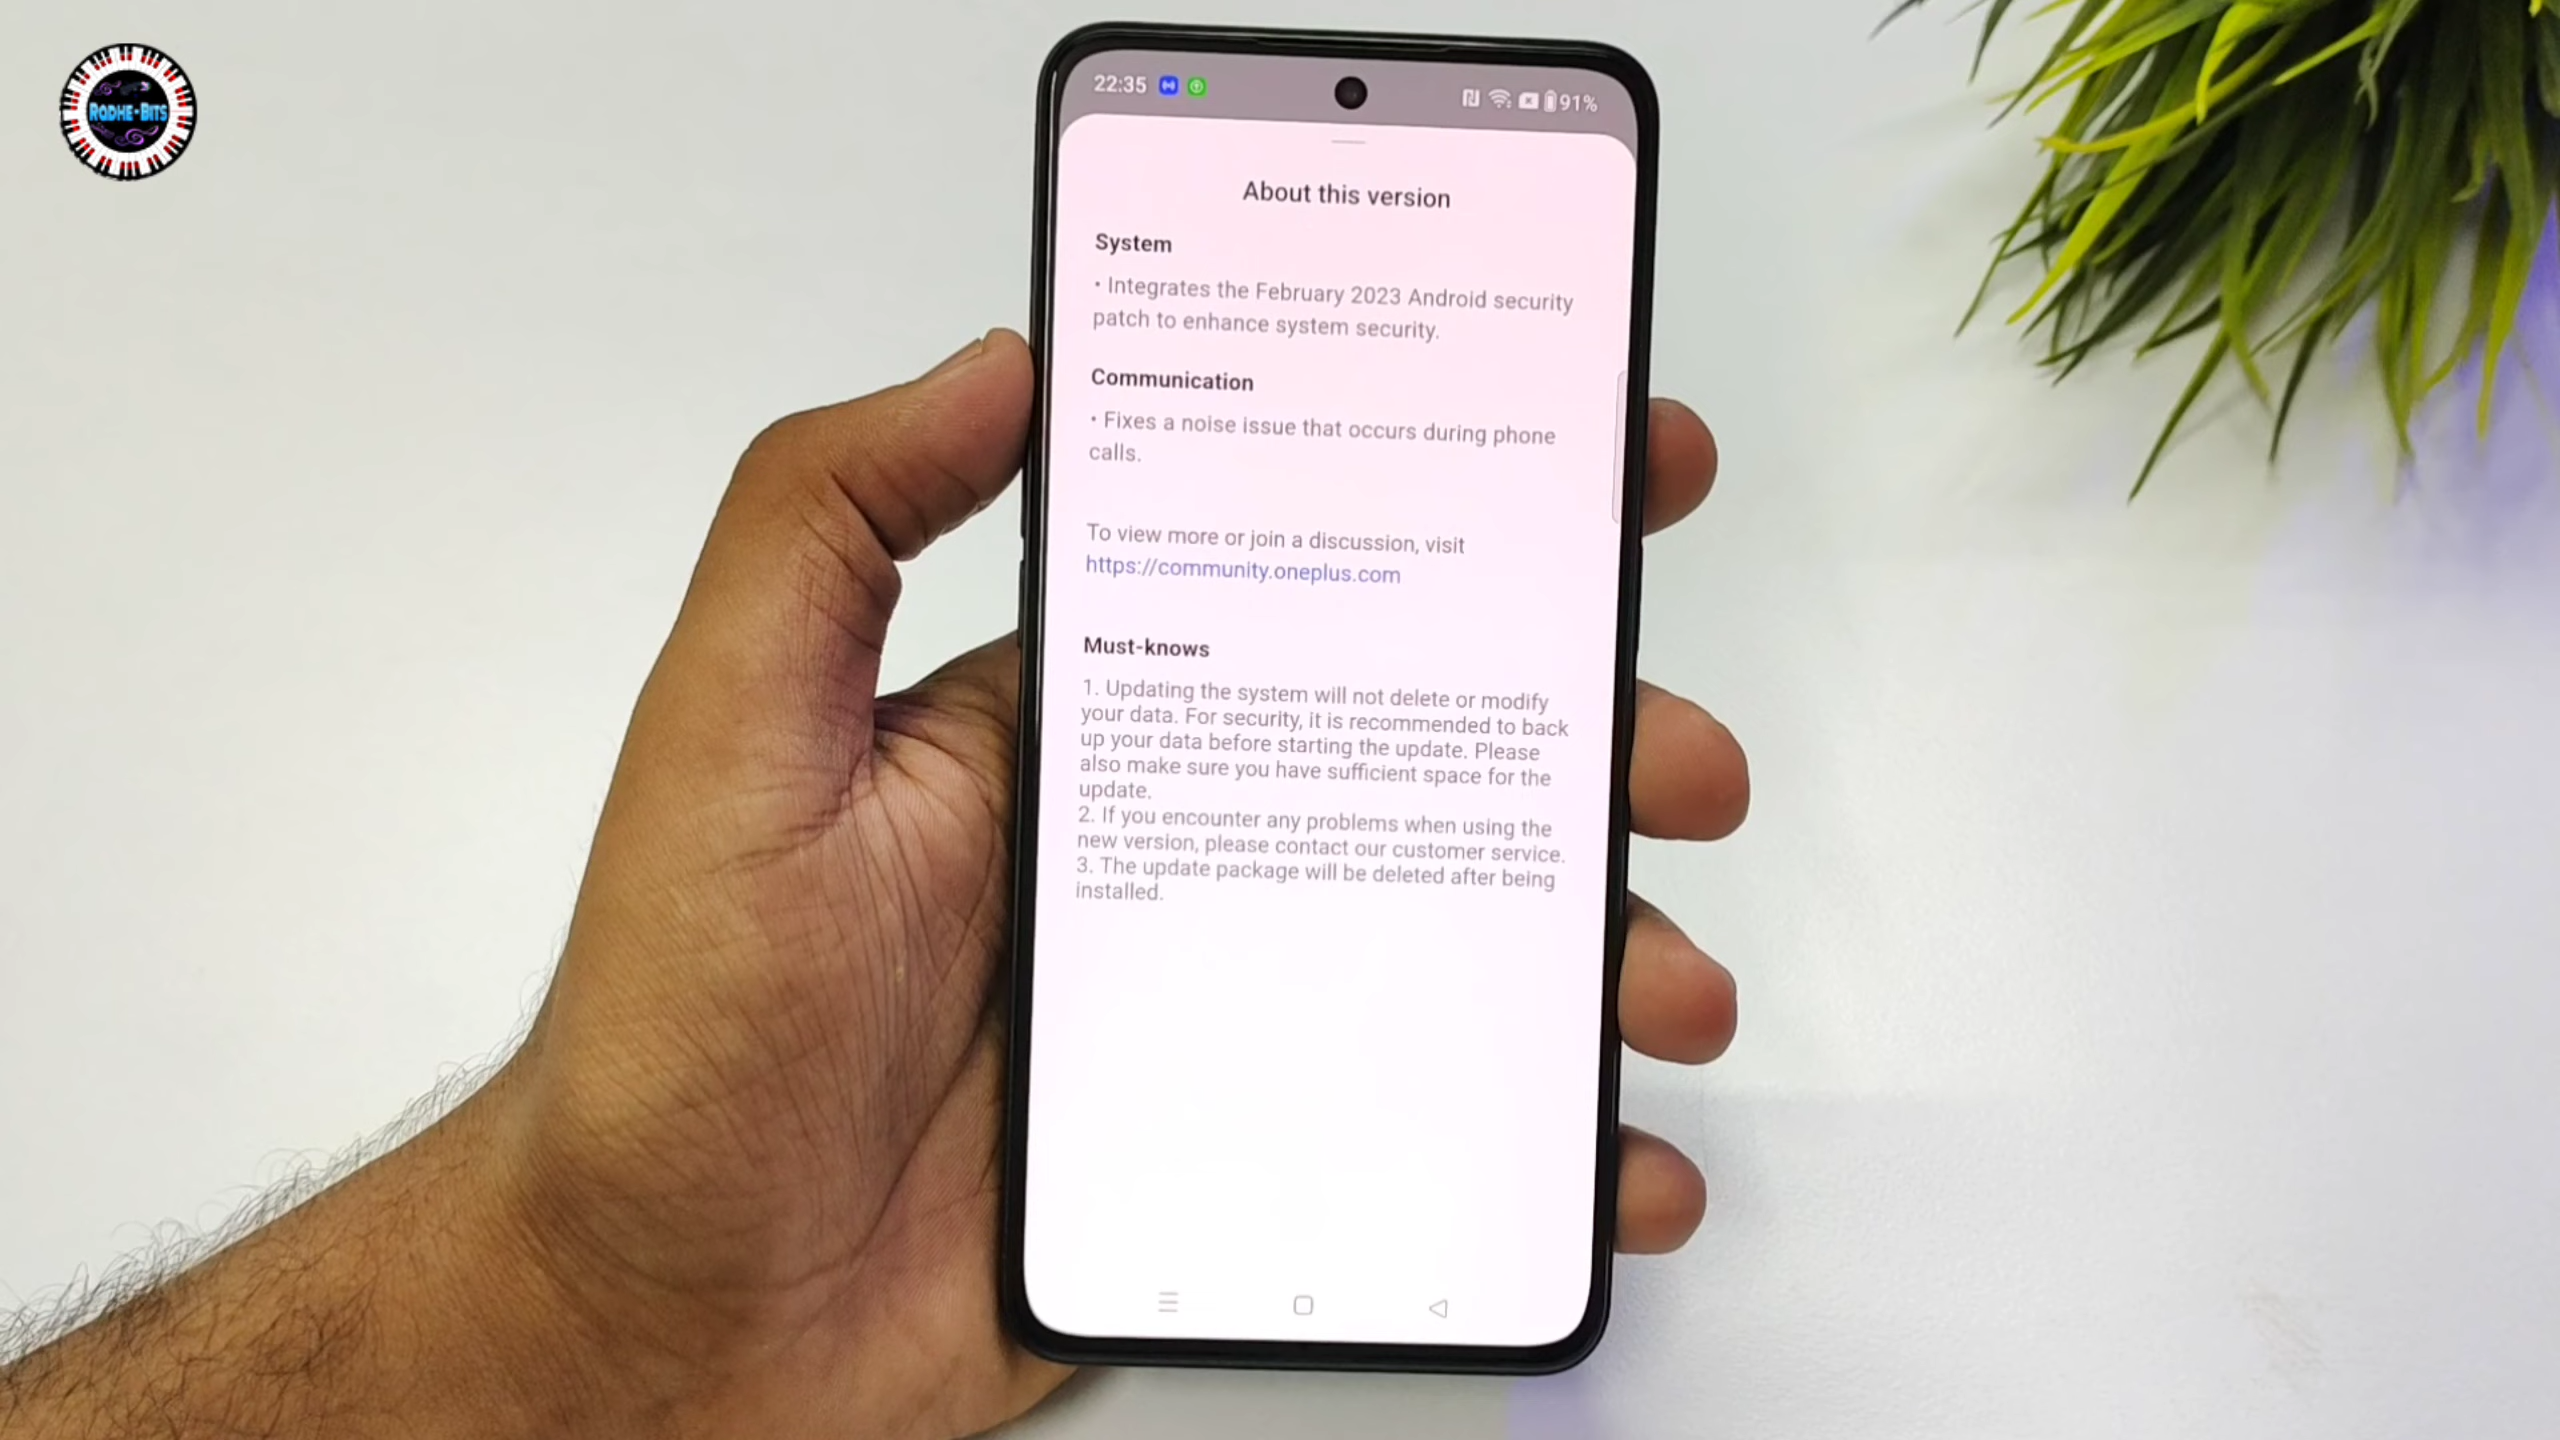 RODHE-BITS
22:35
91%
About this version
System
• Integrates the February 2023 Android security
patch to enhance system security.
Communication
• Fixes a noise issue that occurs during phone
calls.
To view more or join a discussion, visit
https://community.oneplus.com
Must-knows
1. Updating the system will not delete or modify
your data. For security, it is recommended to back
up your data before starting the update. Please
also make sure you have sufficient space for the
update.
2. If you encounter any problems when using the
new version, please contact our customer service.
3. The update package will be deleted after being
installed.